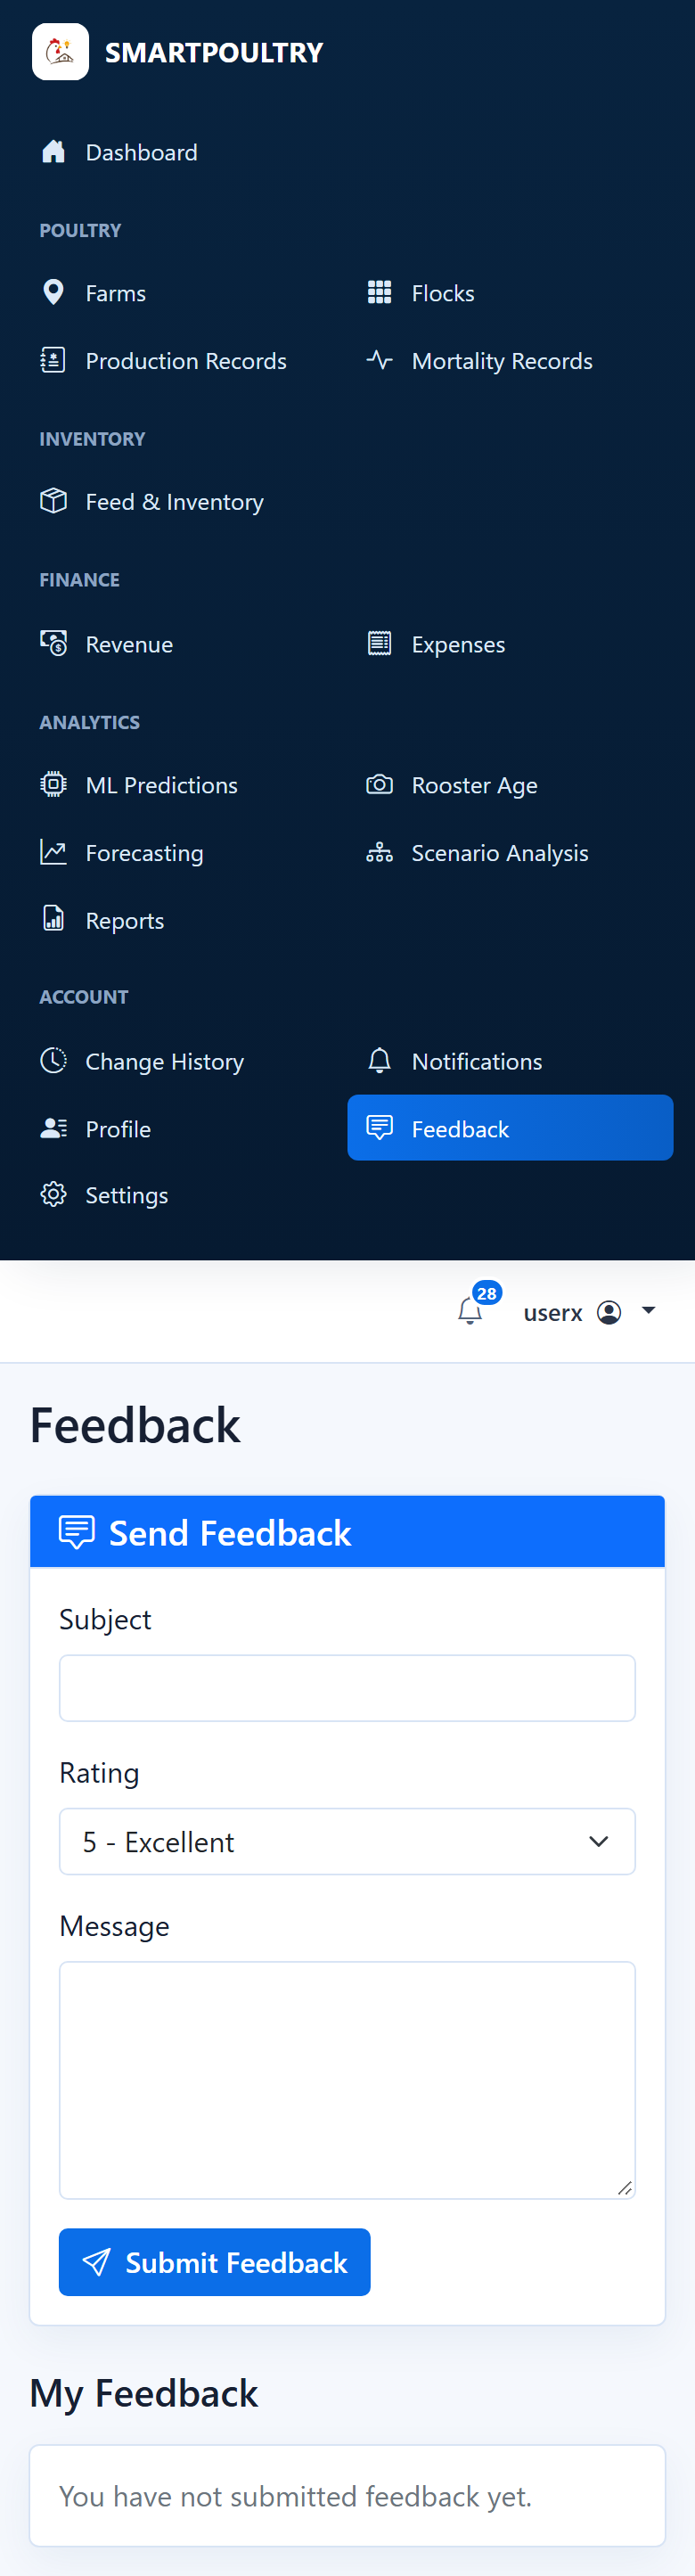 SMARTPOULTRY
Dashboard
POULTRY
Farms
Flocks
Production Records
Mortality Records
INVENTORY
Feed & Inventory
FINANCE
Revenue
Expenses
ANALYTICS
ML Predictions
Rooster Age
Forecasting
Scenario Analysis
Reports
ACCOUNT
Change History
Notifications
Profile
Feedback
Settings
28
userx
Feedback
Send Feedback
Subject
Rating
5 - Excellent
Message
Submit Feedback
My Feedback
You have not submitted feedback yet.